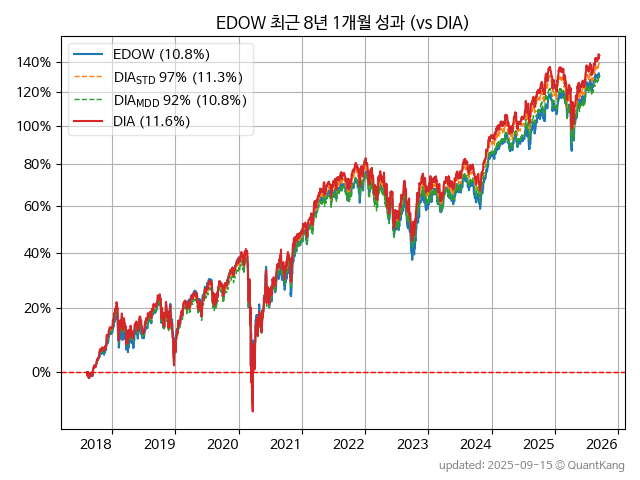 EDOW 최근 8년 1개월 성과 (vs DIA)
EDOW (10.8%)
DIA_STD 97% (11.3%)
DIA_MDD 92% (10.8%)
DIA (11.6%)
140%
120%
100%
80%
60%
40%
20%
0%
2018 2019 2020 2021 2022 2023 2024 2025 2026
updated: 2025-09-15 © QuantKang